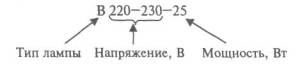 В 220–230–25
Тип лампы Напряжение, В Мощность, Вт